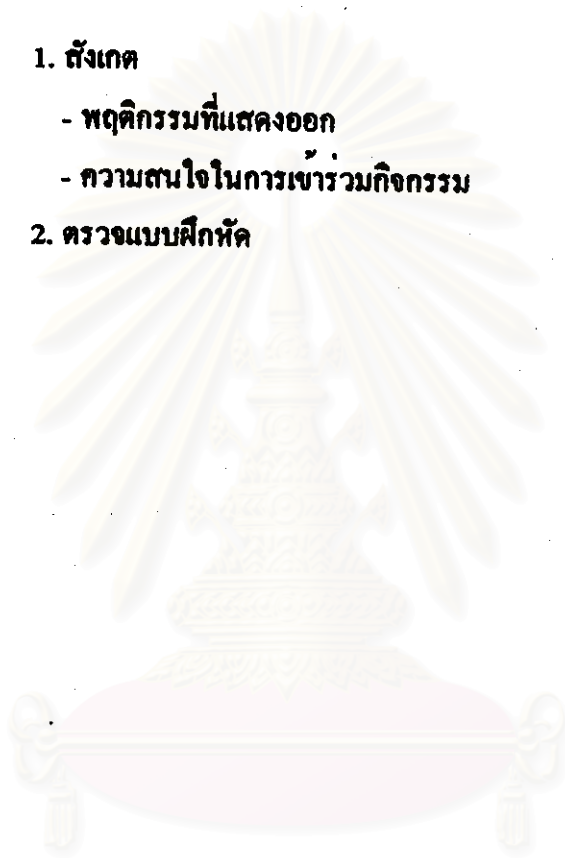 1. สังเกต
- พฤติกรรมที่แสดงออก
- ความสนใจในการเข้าร่วมกิจกรรม
2. ตรวจแบบฝึกหัด